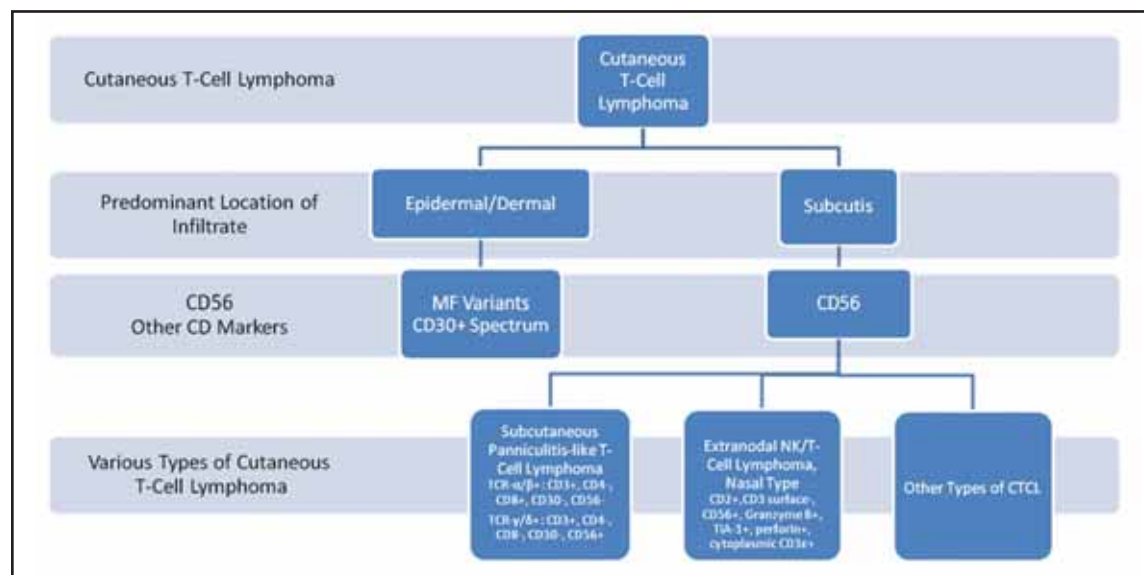 Cutaneous T-Cell Lymphoma
Cutaneous
T-Cell
Lymphoma
Predominant Location of
Infiltrate
Epidermal/Dermal
Subcutis
CD56
Other CD Markers
MF Variants
CD30+ Spectrum
CD56
Various Types of Cutaneous
T-Cell Lymphoma
Subcutaneous
Panniculitis-like T-
Cell Lymphoma
TCR-α/β+: CD3+, CD4-,
CD8+, CD30-, CD56-
TCR-γ/δ+: CD3+, CD4-,
CD8-, CD30-, CD56+
Extranodal NK/T-
Cell Lymphoma,
Nasal Type
CD2+,CD3 surface-,
CD56+, Granzyme B+,
TIA-1+, perforin+,
cytoplasmic CD3ε+
Other Types of CTCL